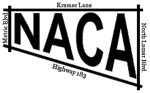 Kramer Lane
Metric Blvd
NACA
North Lamar Blvd
Highway 183